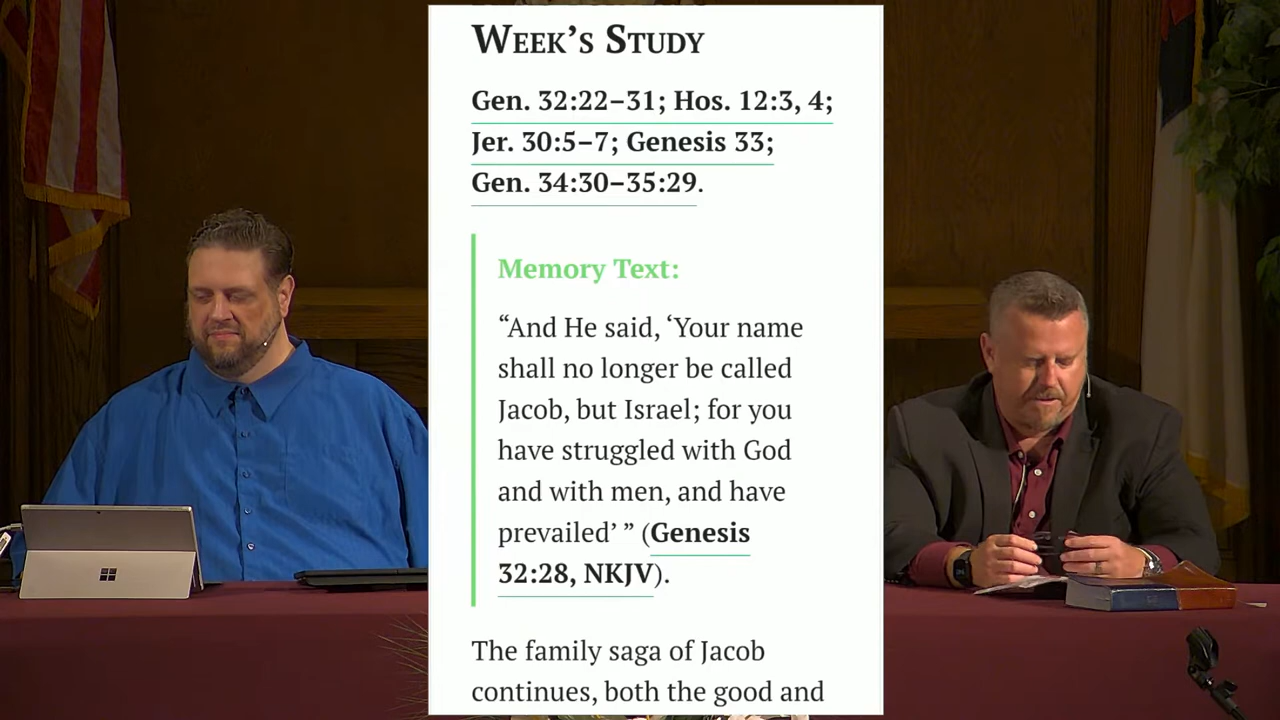 WEEK'S STUDY
Gen. 32:22–31; Hos. 12:3, 4;
Jer. 30:5–7; Genesis 33;
Gen. 34:30–35:29.
Memory Text:
“And He said, ‘Your name
shall no longer be called
Jacob, but Israel; for you
have struggled with God
and with men, and have
prevailed’ ” (Genesis
32:28, NKJV).
The family saga of Jacob
continues, both the good and